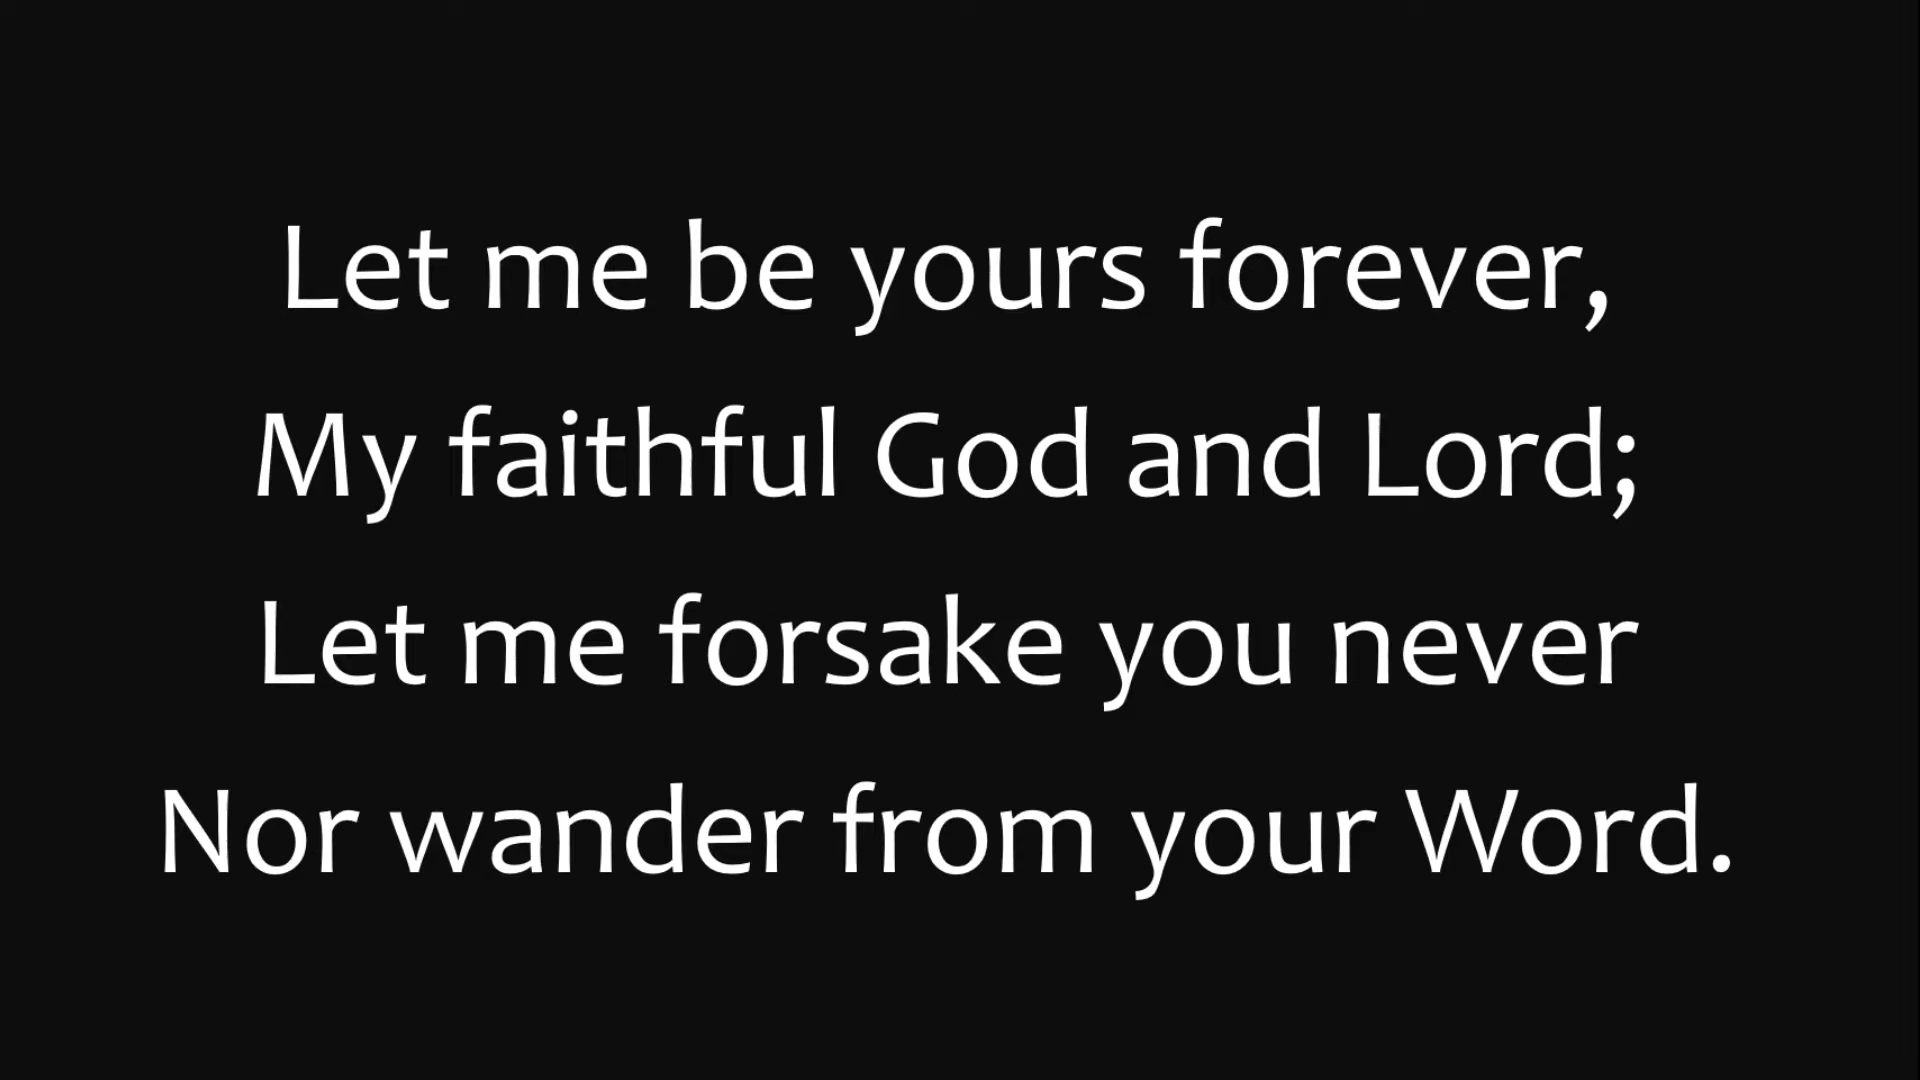 Let me be yours forever,
My faithful God and Lord;
Let me forsake you never
Nor wander from your Word.